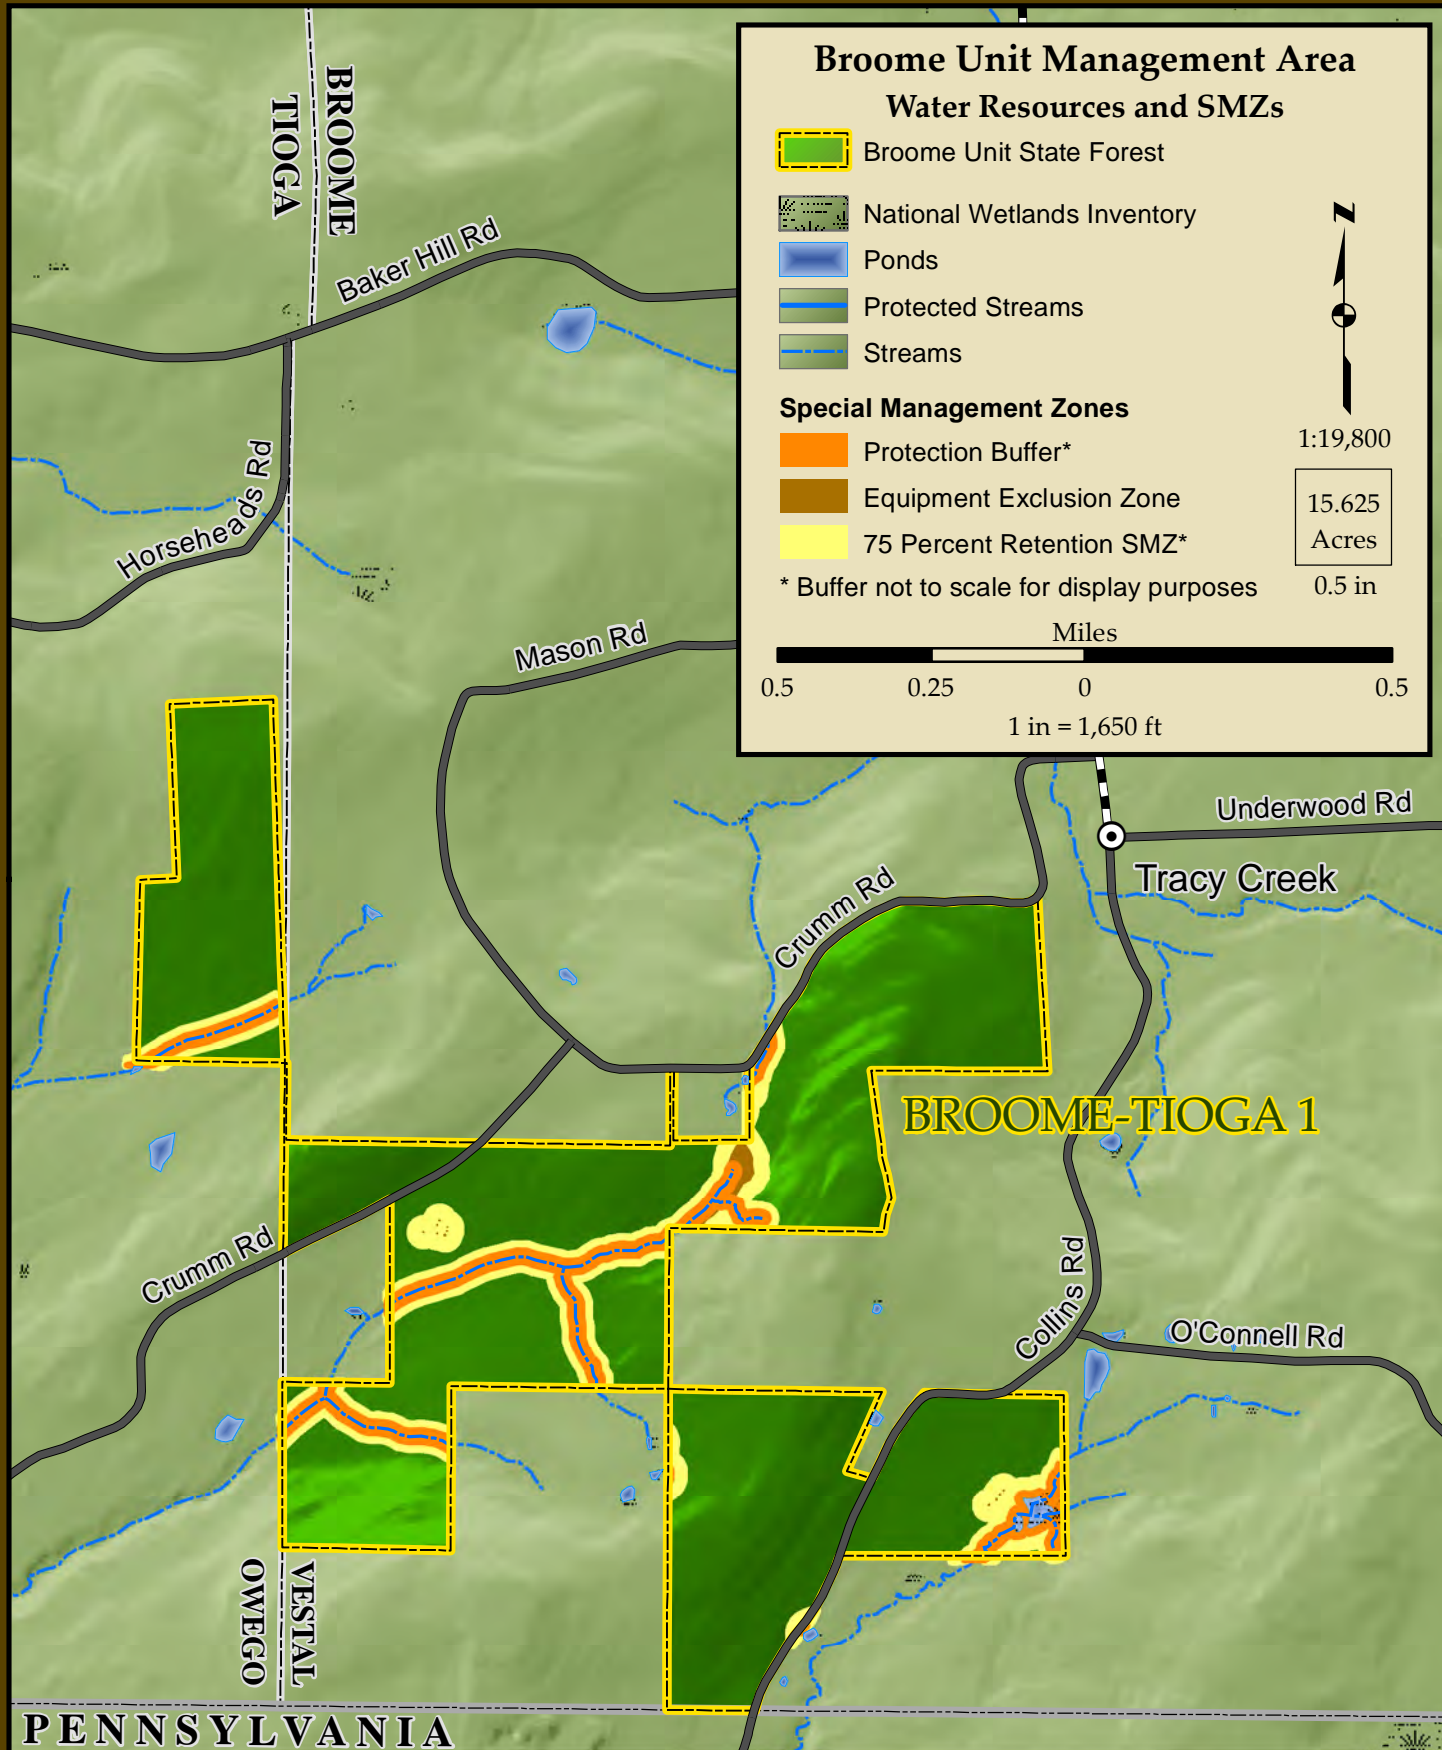 Broome Unit Management Area
Water Resources and SMZs
Broome Unit State Forest
National Wetlands Inventory
Ponds
Protected Streams
Streams
Special Management Zones
Protection Buffer*
Equipment Exclusion Zone
75 Percent Retention SMZ*
* Buffer not to scale for display purposes
N
1:19,800
15.625
Acres
0.5 in
Miles
0.5 0.25 0 0.5
1 in = 1,650 ft
BROOME
TIOGA
Baker Hill Rd
Horseheads Rd
Mason Rd
Underwood Rd
Tracy Creek
Crumm Rd
BROOME-TIOGA 1
Crumm Rd
Collins Rd
O'Connell Rd
VESTAL
OWEGO
PENNSYLVANIA